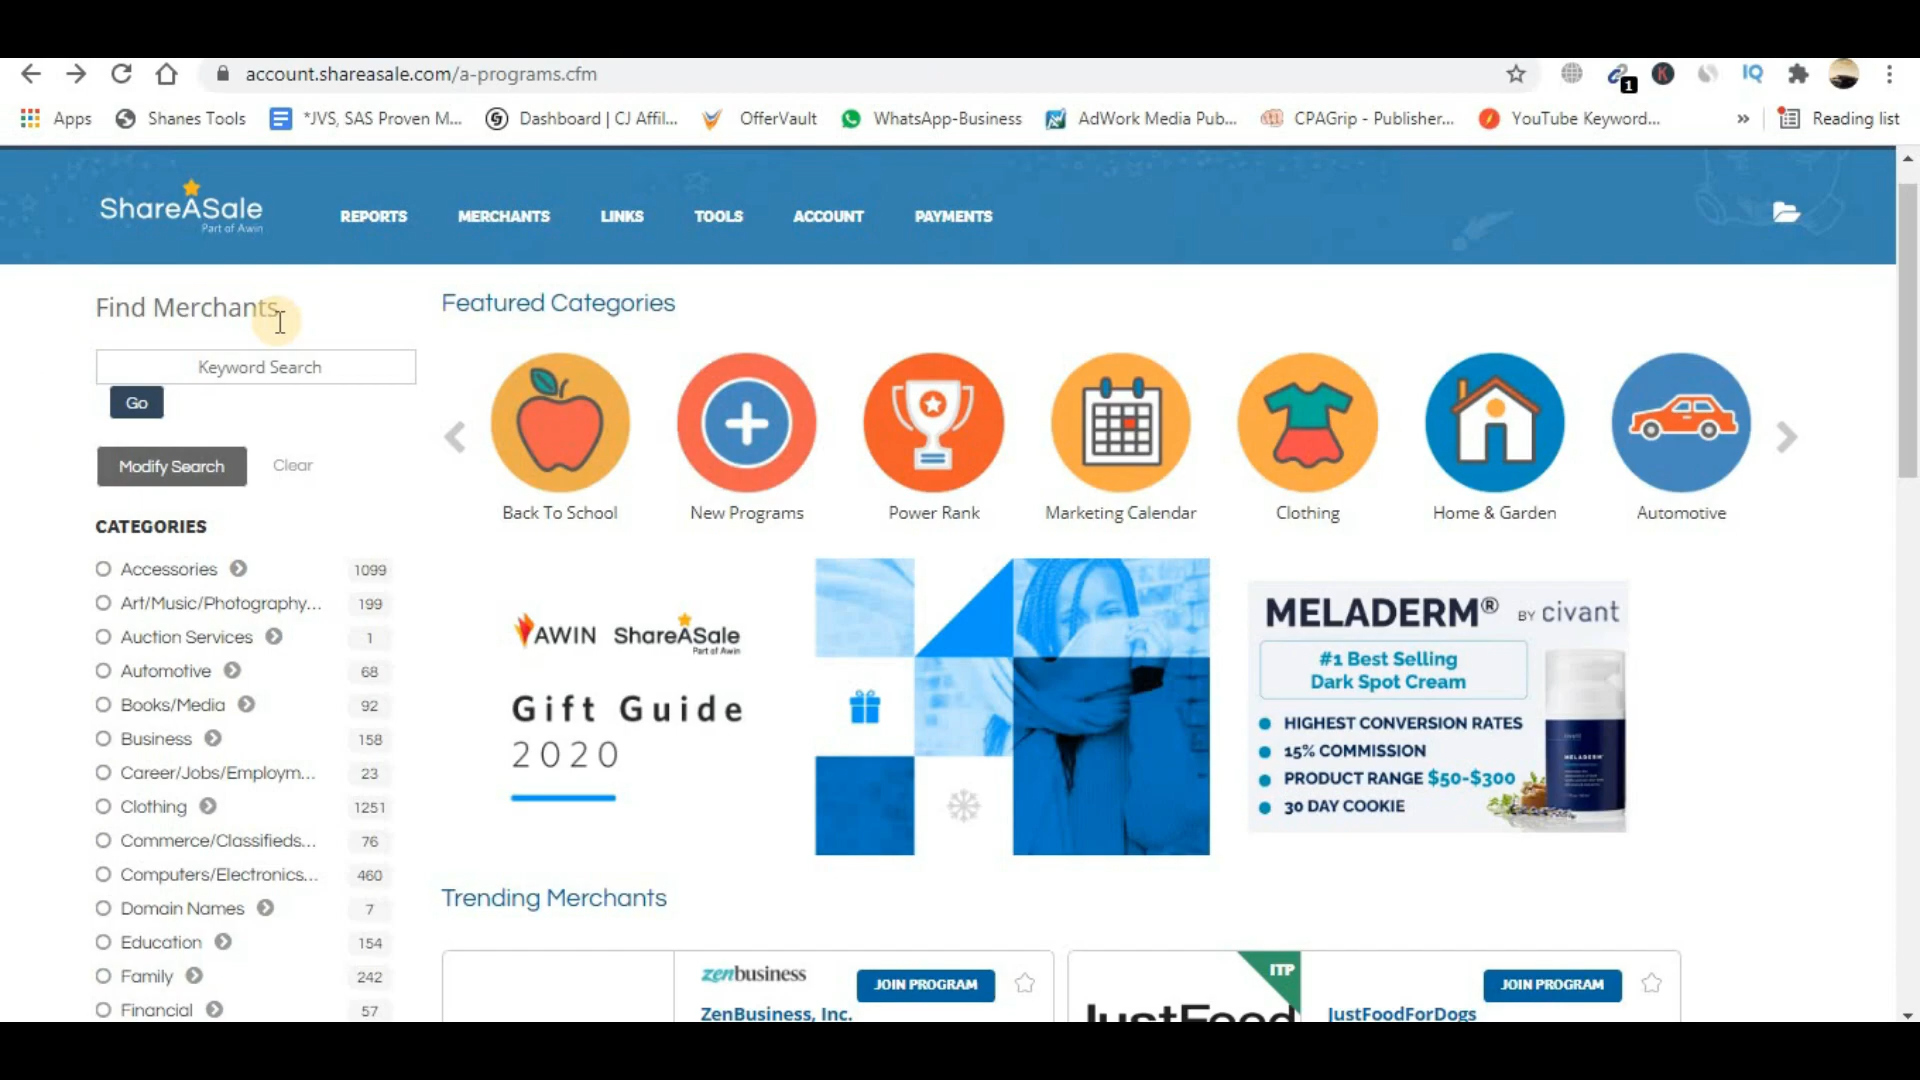 account.shareasale.com/a-programs.cfm
1
Apps
Shanes Tools
*JVS, SAS Proven M...
Dashboard | CJ Affil...
OfferVault
WhatsApp-Business
AdWork Media Pub...
CPAGrip - Publisher...
YouTube Keyword...
»
Reading list
ShareASale
Part of Awin
REPORTS
MERCHANTS
LINKS
TOOLS
ACCOUNT
PAYMENTS
Find Merchants
Keyword Search
Go
Modify Search
Clear
CATEGORIES
Accessories 1099
Art/Music/Photography... 199
Auction Services 1
Automotive 68
Books/Media 92
Business 158
Career/Jobs/Employm... 23
Clothing 1251
Commerce/Classifieds... 76
Computers/Electronics... 460
Domain Names 7
Education 154
Family 242
Financial 57
Featured Categories
Back To School
New Programs
Power Rank
Marketing Calendar
Clothing
Home & Garden
Automotive
AWIN ShareASale
Part of Awin
Gift Guide
2020
MELADERM® BY civant
#1 Best Selling
Dark Spot Cream
HIGHEST CONVERSION RATES
15% COMMISSION
PRODUCT RANGE $50-$300
30 DAY COOKIE
civant
MELADERM
Trending Merchants
zenbusiness
JOIN PROGRAM
ZenBusiness, Inc.
ITP
JustFood
JOIN PROGRAM
JustFoodForDogs